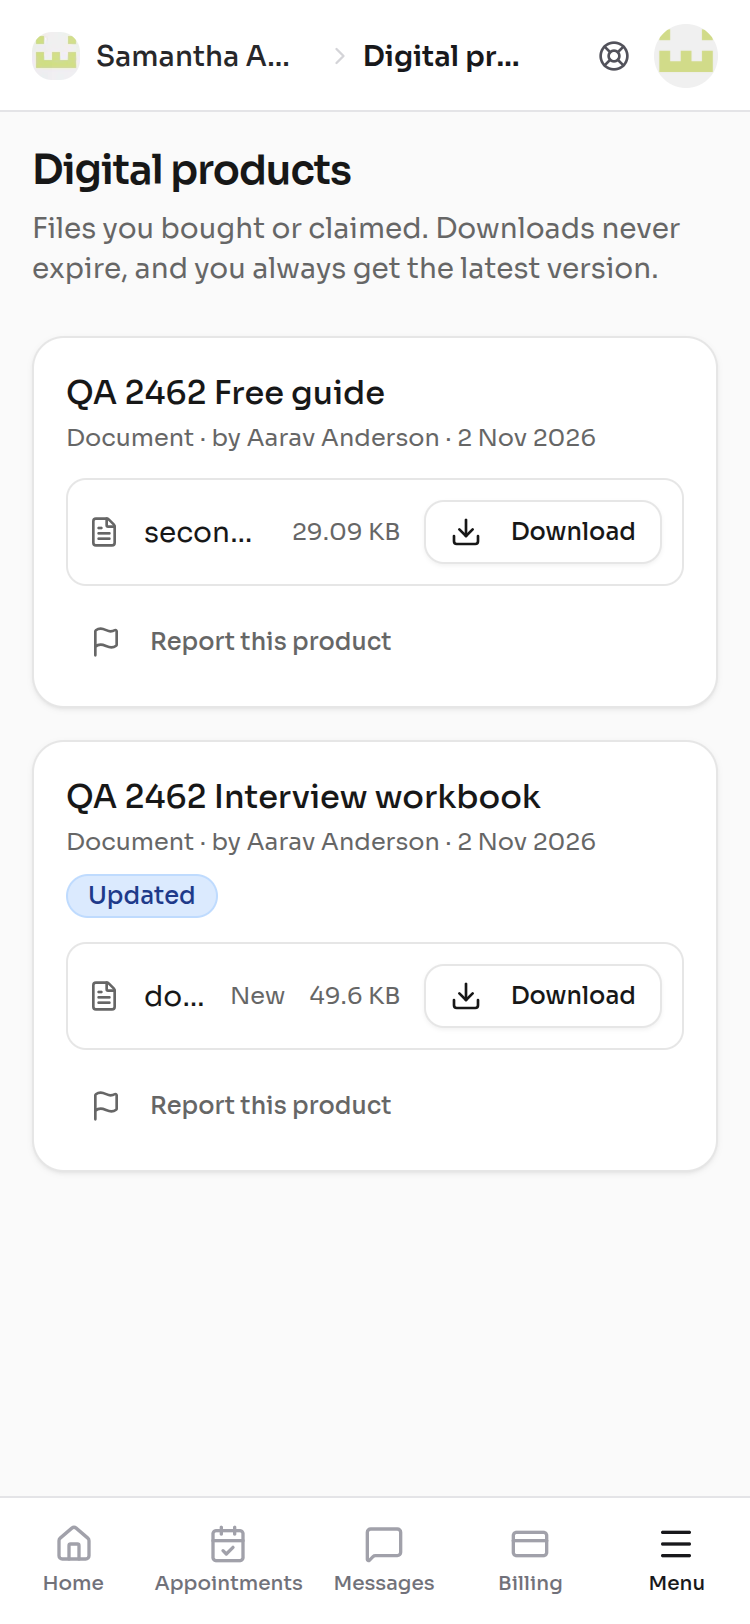 Samantha A...
Digital pr...
Digital products
Files you bought or claimed. Downloads never
expire, and you always get the latest version.
QA 2462 Free guide
Document · by Aarav Anderson · 2 Nov 2026
secon... 29.09 KB Download
Report this product
QA 2462 Interview workbook
Document · by Aarav Anderson · 2 Nov 2026
Updated
do... New 49.6 KB Download
Report this product
Home Appointments Messages Billing Menu